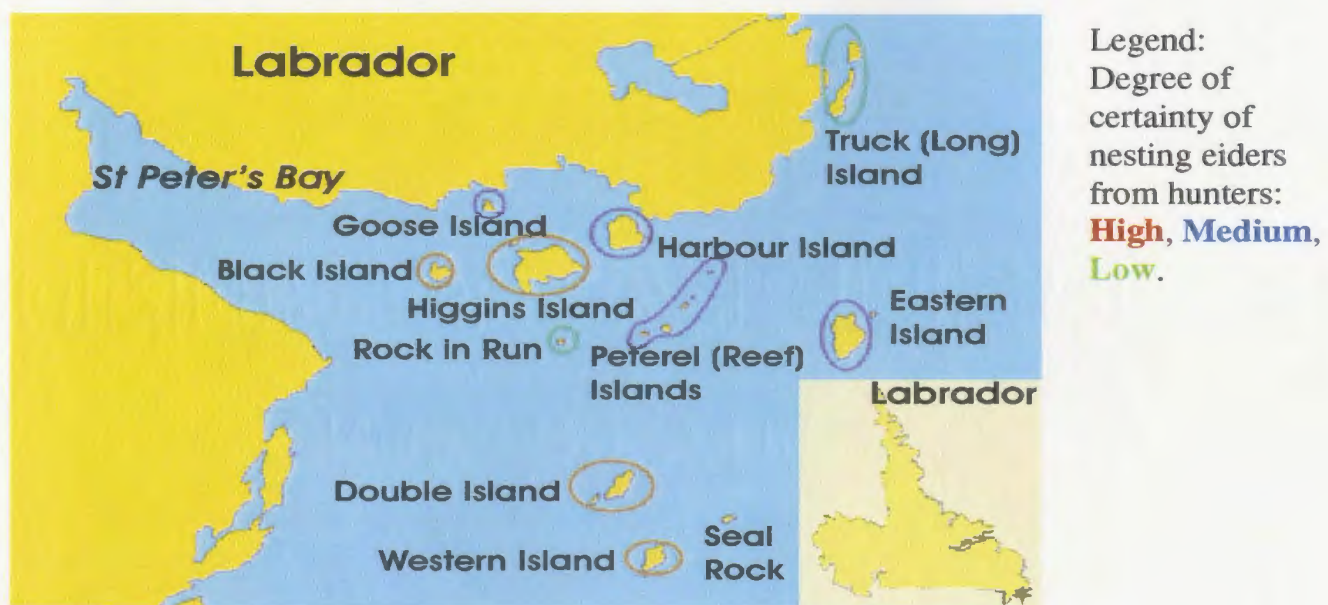 Labrador
St Peter's Bay
Truck (Long)
Island
Goose Island
Harbour Island
Black Island
Higgins Island
Eastern
Island
Rock in Run
Peterel (Reef)
Islands
Double Island
Western Island
Seal
Rock
Labrador
Legend:
Degree of
certainty of
nesting eiders
from hunters:
High, Medium,
Low.